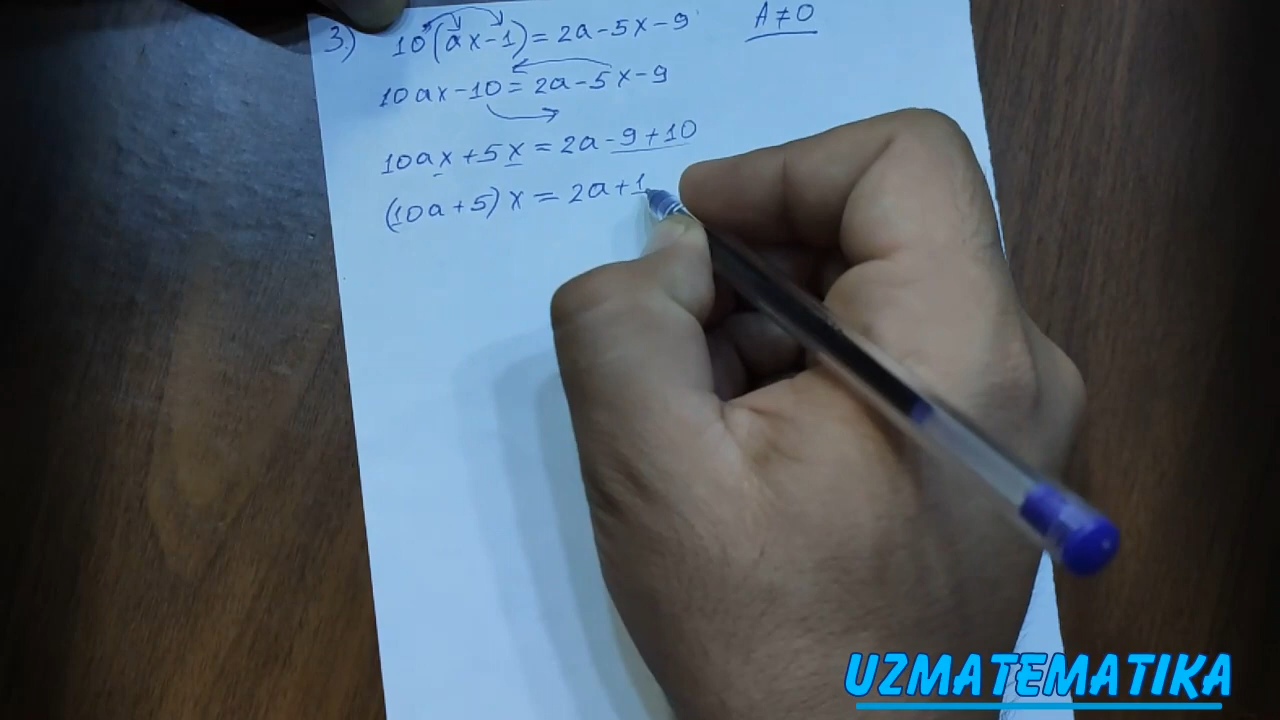 3.) 10(ax-1)=2a-5x-9 A≠0
10ax-10=2a-5x-9
10ax+5x=2a-9+10
(10a+5)x=2a+1
UZMATEMATIKA